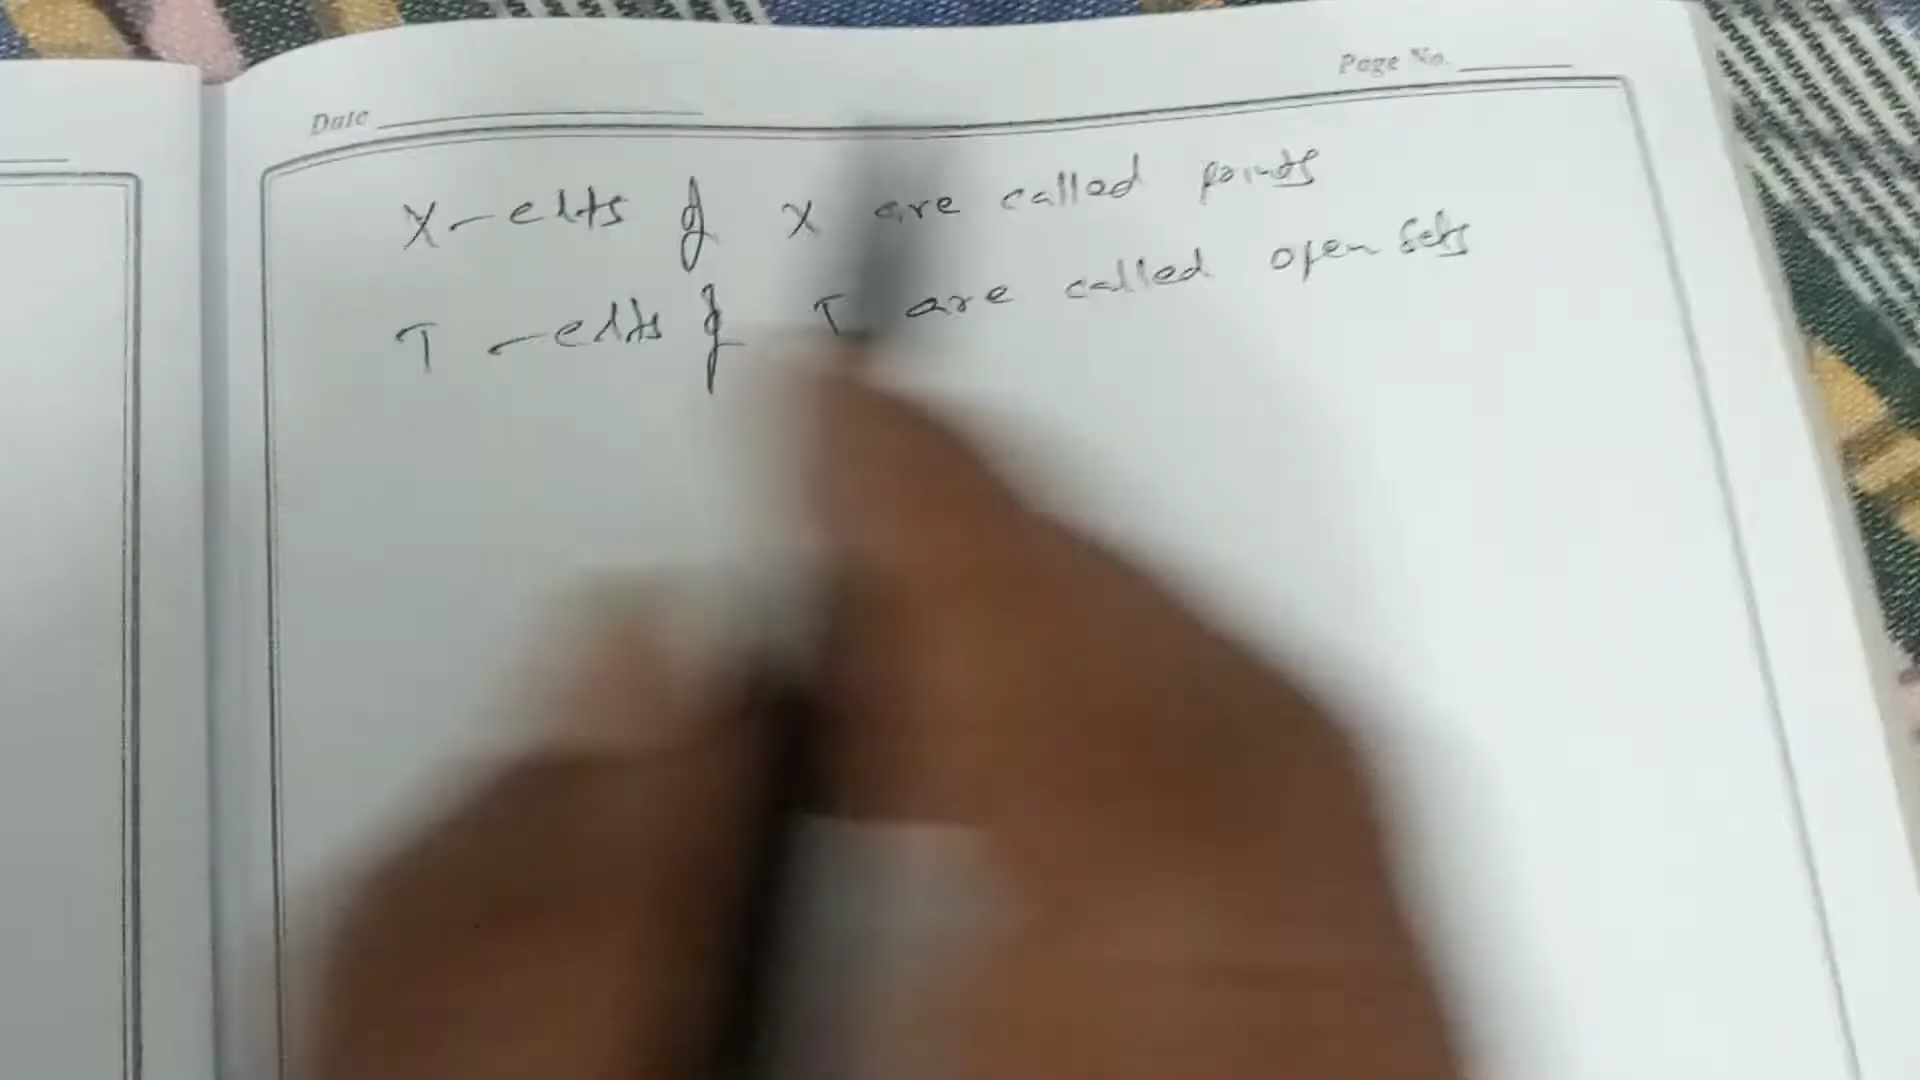 Date
Page No.
X - elts of X are called points
T - elts of T are called open sets